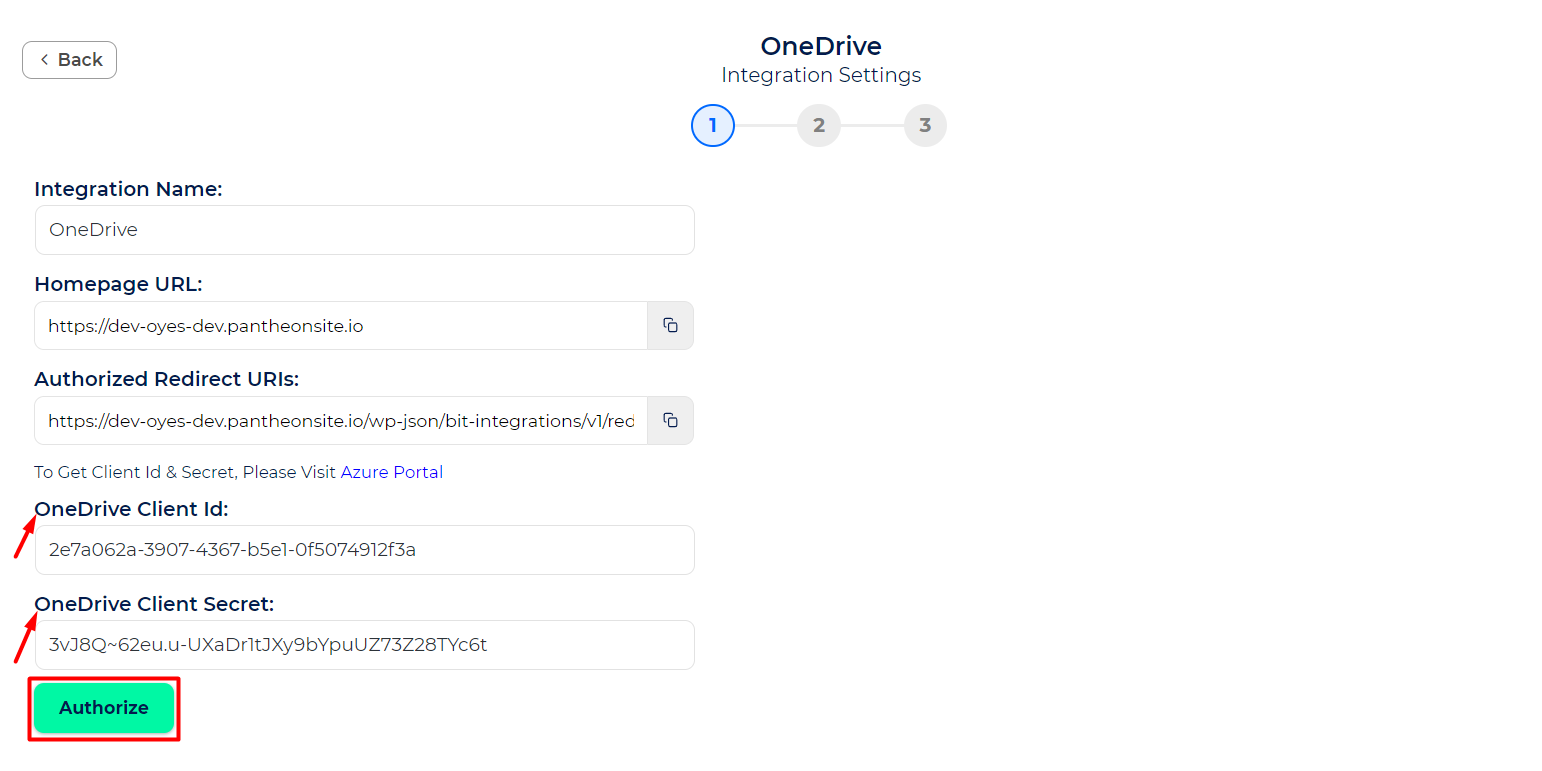 Back
OneDrive
Integration Settings
1 2 3
Integration Name:
OneDrive
Homepage URL:
https://dev-oyes-dev.pantheonsite.io
Authorized Redirect URIs:
https://dev-oyes-dev.pantheonsite.io/wp-json/bit-integrations/v1/red
To Get Client Id & Secret, Please Visit Azure Portal
OneDrive Client Id:
2e7a062a-3907-4367-b5e1-0f5074912f3a
OneDrive Client Secret:
3vJ8Q~62eu.u-UXaDr1tJXy9bYpuUZ73Z28TYc6t
Authorize